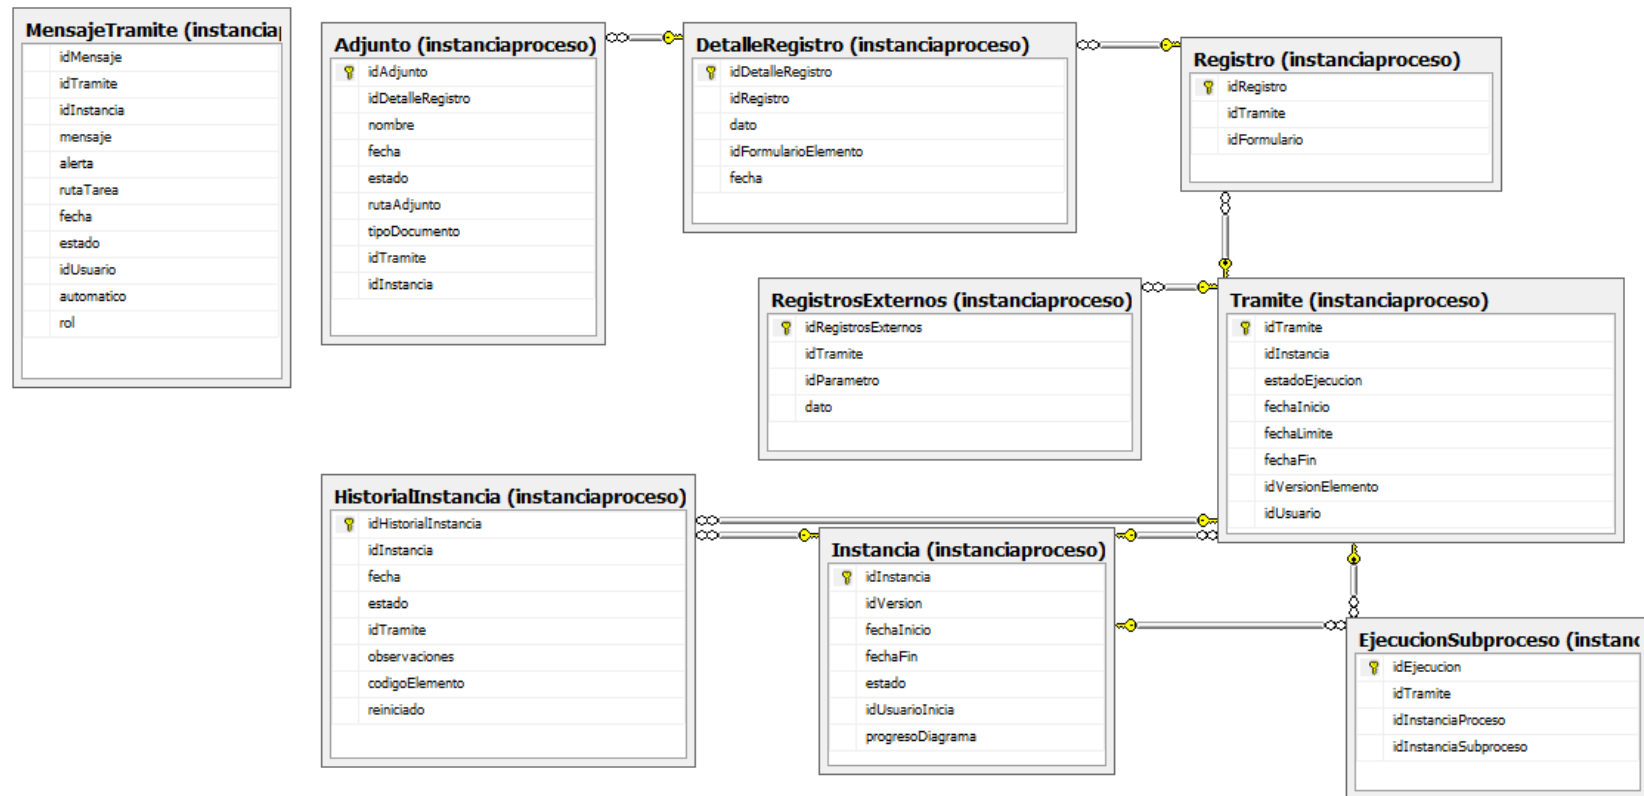 MensajeTramite (instancia
idMensaje
idTramite
idInstancia
mensaje
alerta
rutaTarea
fecha
estado
idUsuario
automatico
rol
Adjunto (instanciaproceso)
idAdjunto
idDetalleRegistro
nombre
fecha
estado
rutaAdjunto
tipoDocumento
idTramite
idInstancia
DetalleRegistro (instanciaproceso)
idDetalleRegistro
idRegistro
dato
idFormularioElemento
fecha
Registro (instanciaproceso)
idRegistro
idTramite
idFormulario
RegistrosExternos (instanciaproceso)
idRegistrosExternos
idTramite
idParametro
dato
Tramite (instanciaproceso)
idTramite
idInstancia
estadoEjecucion
fechaInicio
fechaLimite
fechaFin
idVersionElemento
idUsuario
HistorialInstancia (instanciaproceso)
idHistorialInstancia
idInstancia
fecha
estado
idTramite
observaciones
codigoElemento
reiniciado
Instancia (instanciaproceso)
idInstancia
idVersion
fechaInicio
fechaFin
estado
idUsuarioInicia
progresoDiagrama
EjecucionSubproceso (instanc
idEjecucion
idTramite
idInstanciaProceso
idInstanciaSubproceso